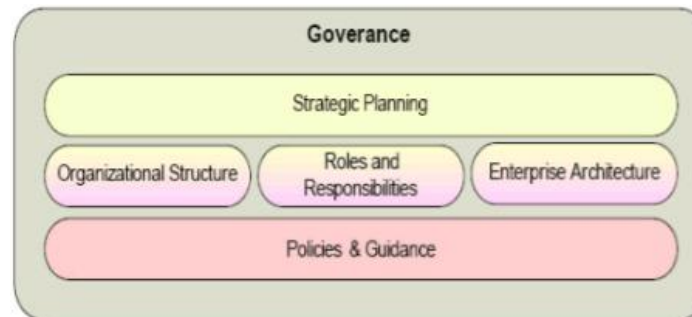 Goverance
Strategic Planning
Organizational Structure
Roles and
Responsibilities
Enterprise Architecture
Policies & Guidance